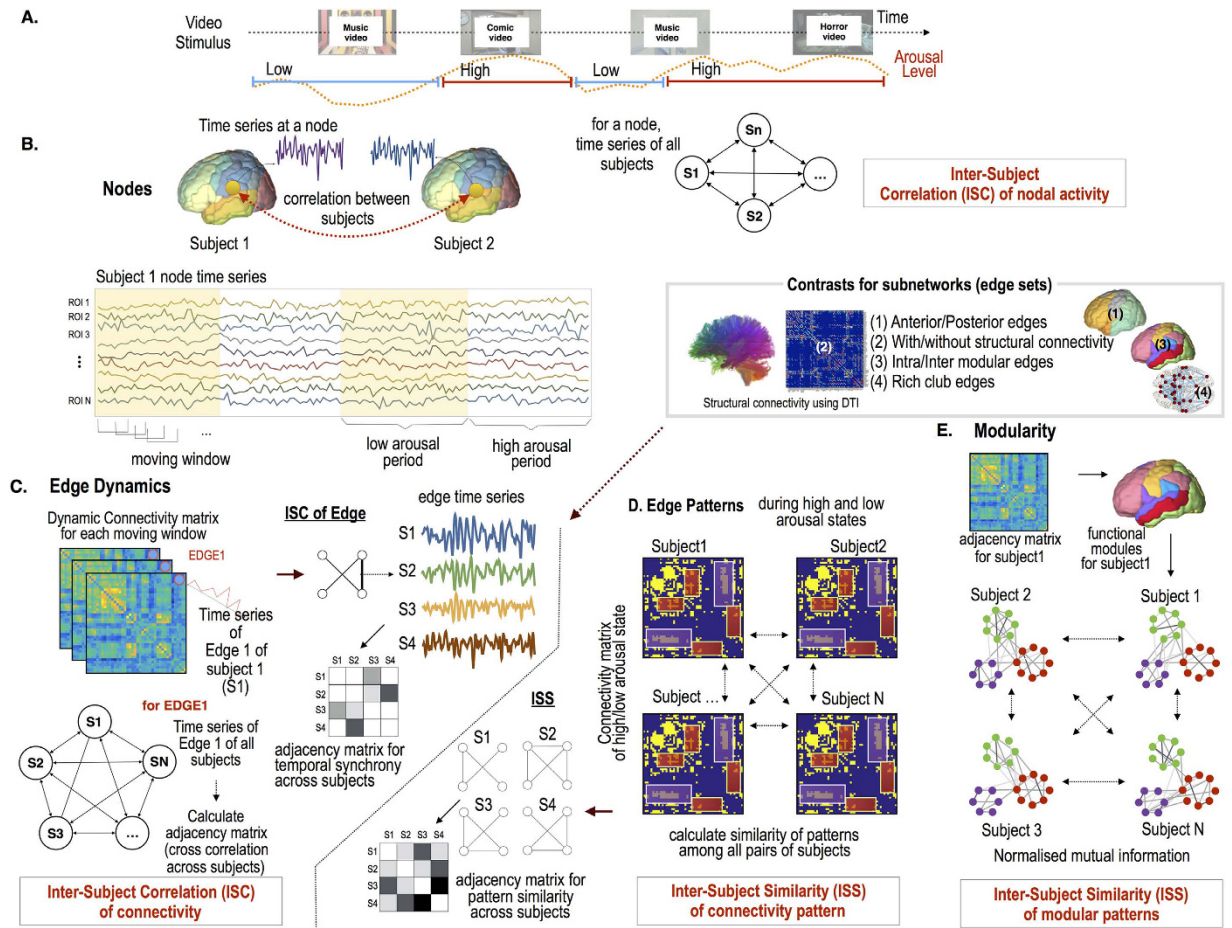 A.
Video
Stimulus
Music
video
Comic
video
Music
video
Horror
video
Time
Arousal
Level
Low
High
Low
High
B.
Nodes
Time series at a node
correlation between
subjects
Subject 1
Subject 2
for a node,
time series of all
subjects
Sn
S1
...
S2
Inter-Subject
Correlation (ISC) of nodal activity
Subject 1 node time series
ROI 1
ROI 2
ROI 3
ROI N
...
moving window
low arousal
period
high arousal
period
Contrasts for subnetworks (edge sets)
(2)
Structural connectivity using DTI
(1) Anterior/Posterior edges
(2) With/without structural connectivity
(3) Intra/Inter modular edges
(4) Rich club edges
(1)
(3)
(4)
C. Edge Dynamics
Dynamic Connectivity matrix
for each moving window
EDGE1
Time series
of
Edge 1 of
subject 1
(S1)
for EDGE1
S1
S2
SN
S3
...
Time series of
Edge 1 of all
subjects
Calculate
adjacency matrix
(cross correlation
across subjects)
Inter-Subject Correlation (ISC)
of connectivity
ISC of Edge
edge time series
S1
S2
S3
S4
S1 S2 S3 S4
S1
S2
S3
S4
adjacency matrix for
temporal synchrony
across subjects
ISS
S1
S2
S3
S4
S1 S2 S3 S4
S1
S2
S3
S4
adjacency matrix for
pattern similarity
across subjects
D. Edge Patterns
during high and low
arousal states
Connectivity matrix
of high/low arousal state
Subject1
Subject2
Subject ...
Subject N
calculate similarity of patterns
among all pairs of subjects
Inter-Subject Similarity (ISS)
of connectivity pattern
E. Modularity
adjacency matrix
for subject1
functional
modules
for subject1
Subject 2
Subject 1
Subject 3
Subject N
Normalised mutual information
Inter-Subject Similarity (ISS)
of modular patterns